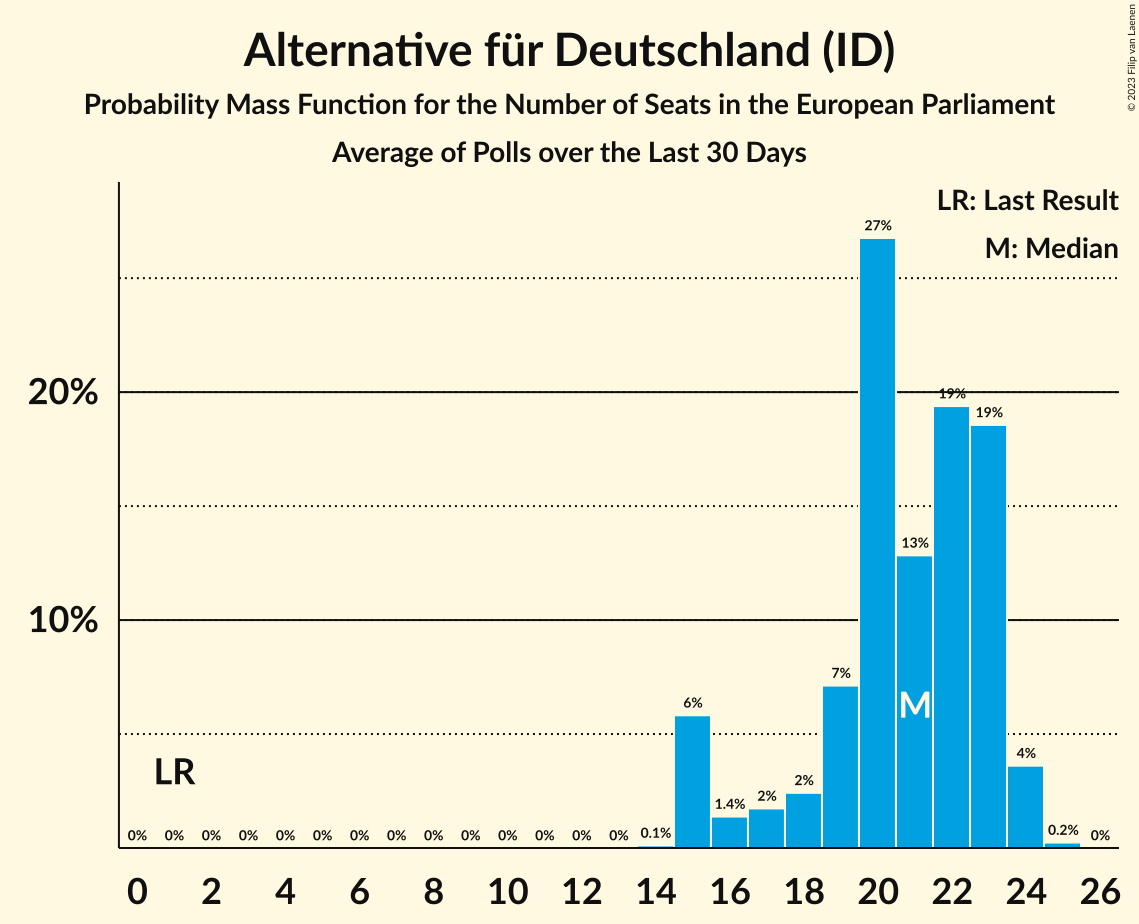 Alternative für Deutschland (ID)
Probability Mass Function for the Number of Seats in the European Parliament
Average of Polls over the Last 30 Days
© 2023 Filip van Laenen
LR: Last Result
M: Median
27%
20%
19%
19%
13%
10%
7%
M
6%
4%
LR
1.4% 2% 2%
0% 0% 0% 0% 0% 0% 0% 0% 0% 0% 0% 0% 0% 0% 0.1% 0.2% 0%
0 2 4 6 8 10 12 14 16 18 20 22 24 26